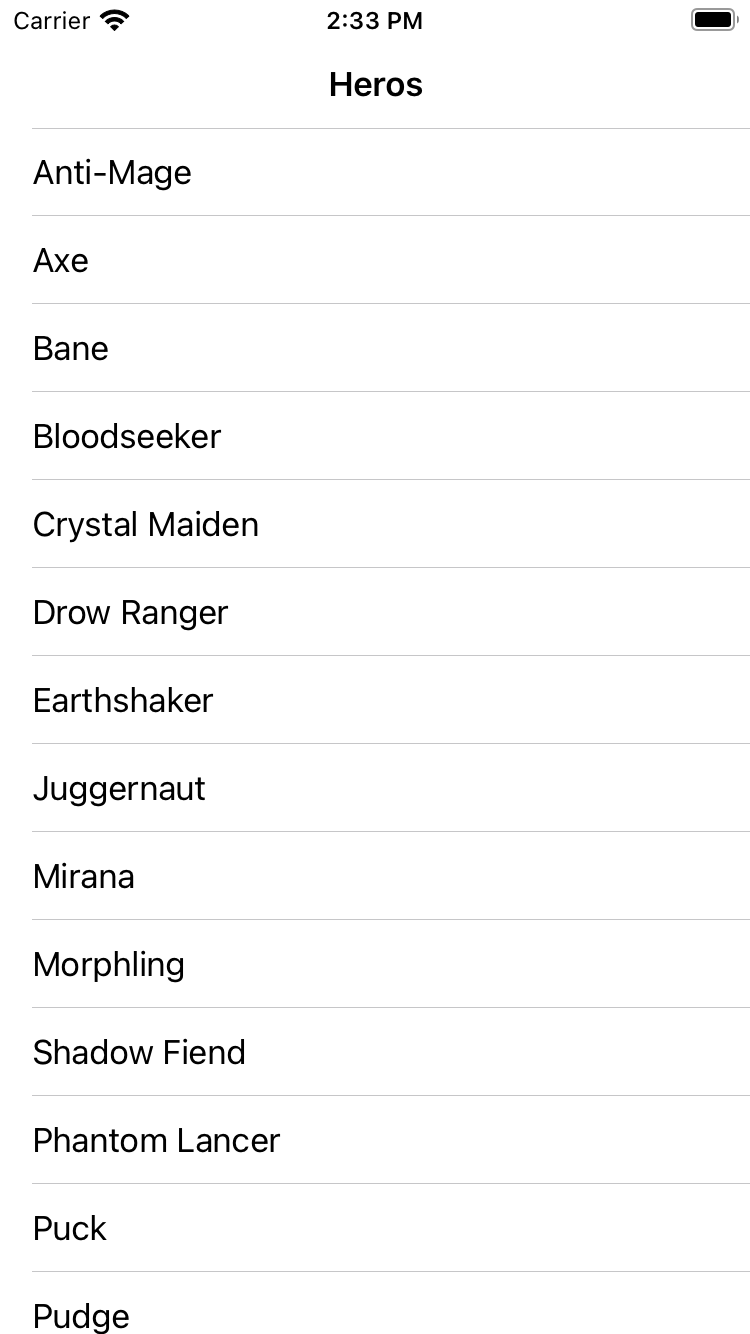 Carrier 2:33 PM
Heros
Anti-Mage
Axe
Bane
Bloodseeker
Crystal Maiden
Drow Ranger
Earthshaker
Juggernaut
Mirana
Morphling
Shadow Fiend
Phantom Lancer
Puck
Pudge